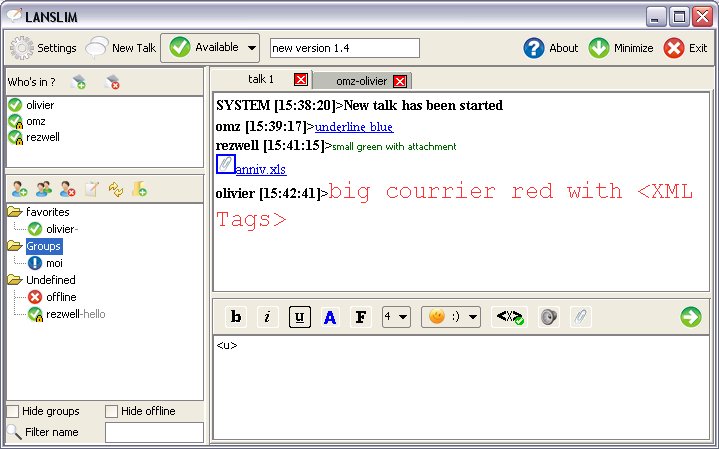 LANSLIM
Settings New Talk Available new version 1.4 About Minimize Exit
Who's in ?
olivier
omz
rezwell
favorites
olivier-
Groups
moi
Undefined
offline
rezwell-hello
Hide groups Hide offline
Filter name
talk 1 omz-olivier
SYSTEM [15:38:20]>New talk has been started
omz [15:39:17]>underline blue
rezwell [15:41:15]>small green with attachment
anniv.xls
olivier [15:42:41]>big courrier red with <XML
Tags>
b i u A F 4 :) <X>
<u>